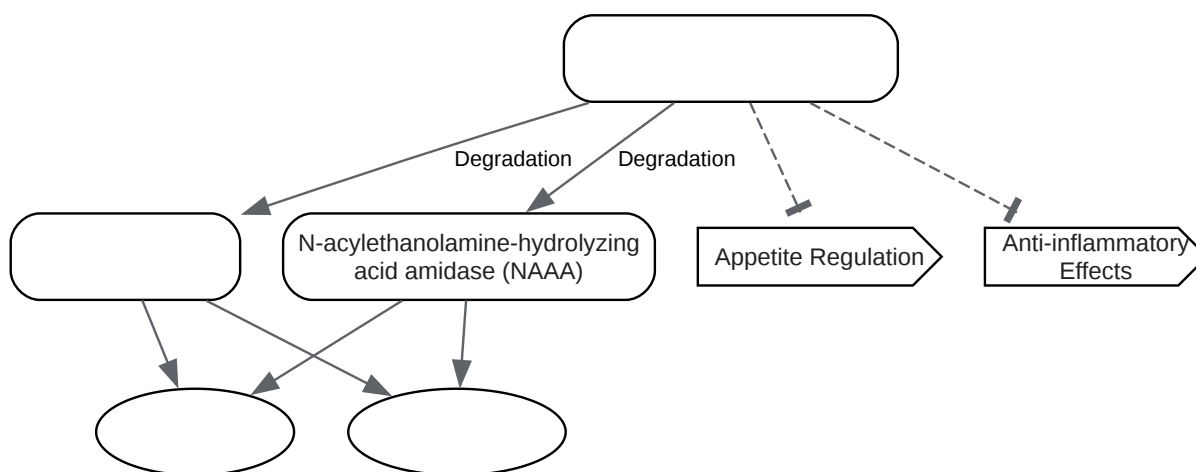 Degradation
Degradation
N-acylethanolamine-hydrolyzing
acid amidase (NAAA)
Appetite Regulation
Anti-inflammatory
Effects